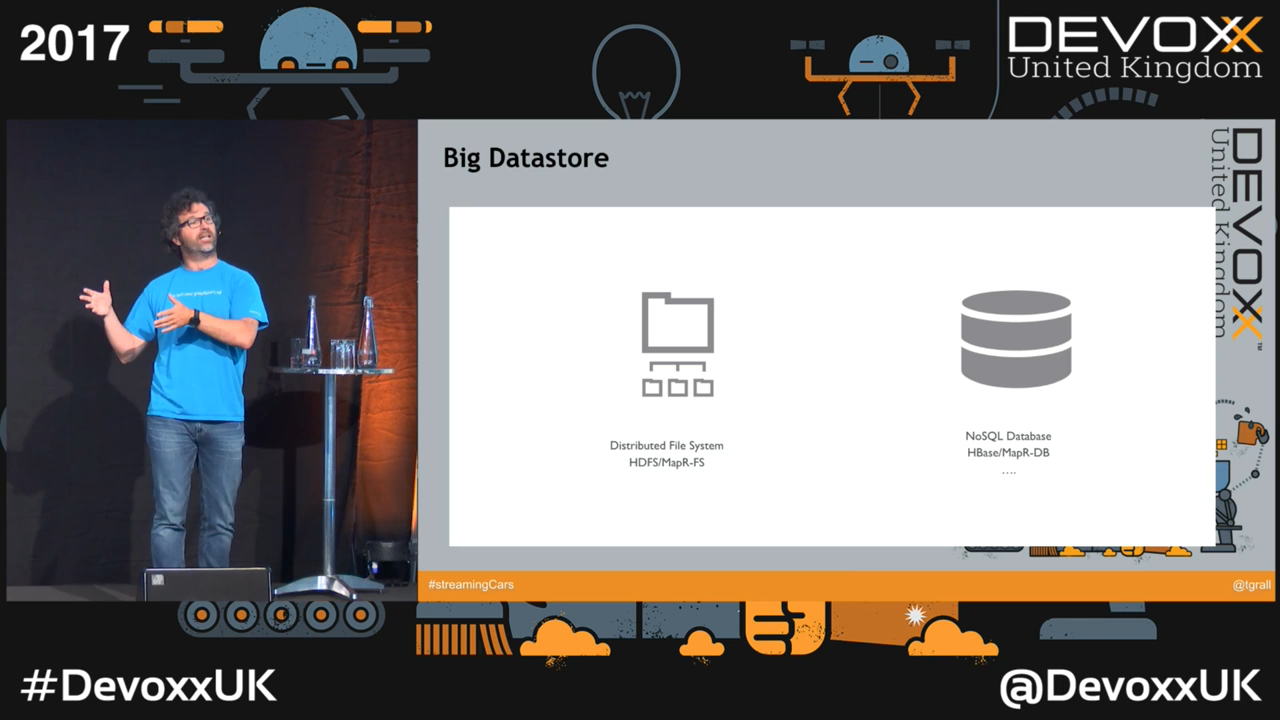 2017
DEVOXX
United Kingdom
Big Datastore
DEVOXX™
United Kingdom
Distributed File System
HDFS/MapR-FS
NoSQL Database
HBase/MapR-DB
....
#streamingCars
@tgrall
#DevoxxUK
@DevoxxUK